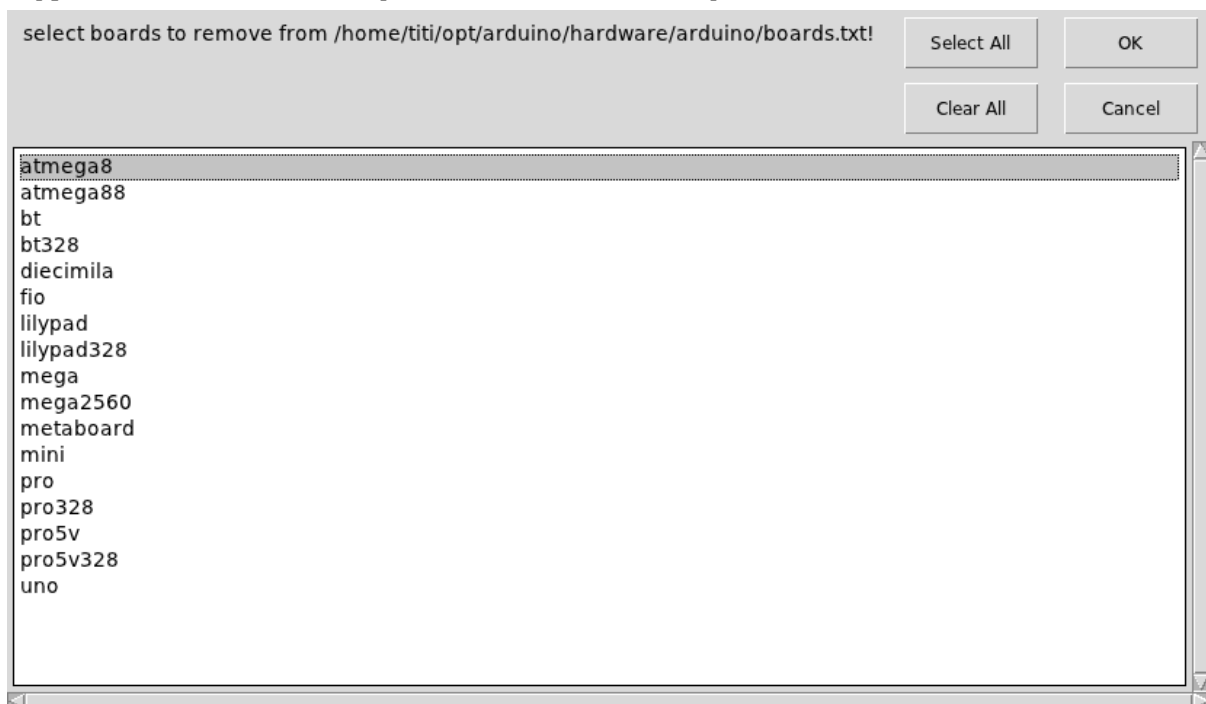 select boards to remove from /home/titi/opt/arduino/hardware/arduino/boards.txt!
Select All
OK
Clear All
Cancel
atmega8
atmega88
bt
bt328
diecimila
fio
lilypad
lilypad328
mega
mega2560
metaboard
mini
pro
pro328
pro5v
pro5v328
uno